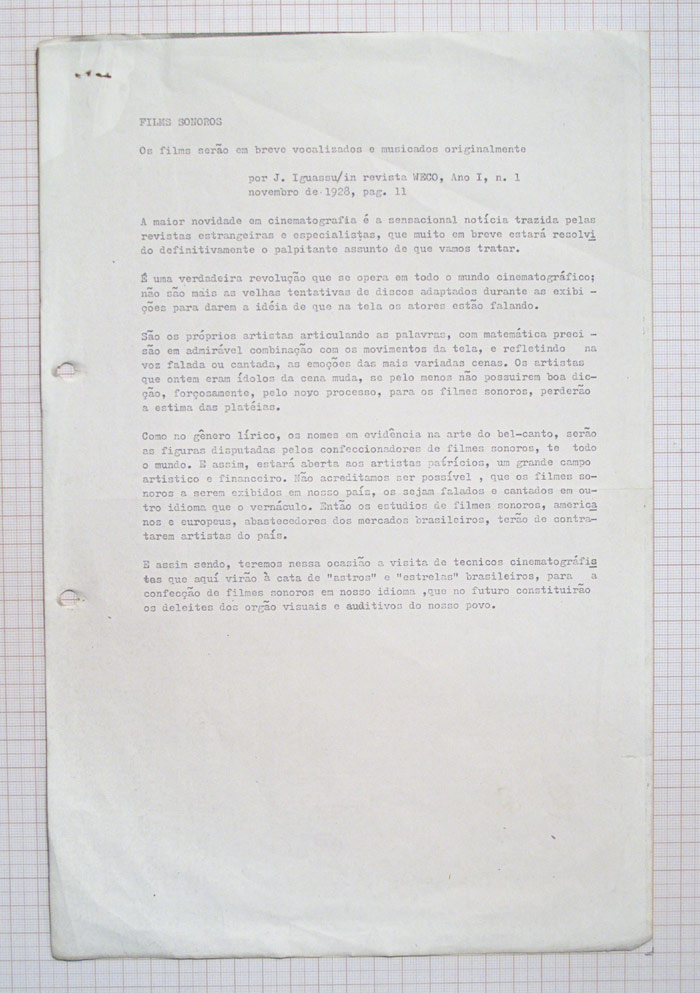 FILMS SONOROS
Os films serão em breve vocalizados e musicados originalmente
por J. Iguassu/in revista WECO, Ano I, n. 1
novembro de 1928, pag. 11
A maior novidade em cinematografia é a sensacional notícia trazida pelas
revistas estrangeiras e especialistas, que muito em breve estará resolvi
do definitivamente o palpitante assunto de que vamos tratar.
É uma verdadeira revolução que se opera em todo o mundo cinematográfico;
não são mais as velhas tentativas de discos adaptados durante as exibi -
ções para darem a idéia de que na tela os atores estão falando.
São os próprios artistas articulando as palavras, com matemática preci -
são em admirável combinação com os movimentos da tela, e refletindo na
voz falada ou cantada, as emoções das mais variadas cenas. Os artistas
que ontem eram ídolos da cena muda, se pelo menos não possuirem boa dic-
ção, forçosamente, pelo novo processo, para os filmes sonoros, perderão
a estima das platéias.
Como no gênero lírico, os nomes em evidência na arte do bel-canto, serão
as figuras disputadas pelos confeccionadores de filmes sonoros, te todo
o mundo. E assim, estará aberta aos artistas patrícios, um grande campo
artistico e financeiro. Não acreditamos ser possível , que os filmes so-
noros a serem exibidos em nosso país, os sejam falados e cantados em ou-
tro idioma que o vernáculo. Então os estudios de filmes sonoros, america
nos e europeus, abastecedores dos mercados brasileiros, terão de contra-
tarem artistas do país.
E assim sendo, teremos nessa ocasião a visita de tecnicos cinematográfis
tas que aquí virão à cata de "astros" e "estrelas" brasileiros, para a
confecção de filmes sonoros em nosso idioma ,que no futuro constituirão
os deleites dos orgão visuais e auditivos do nosso povo.